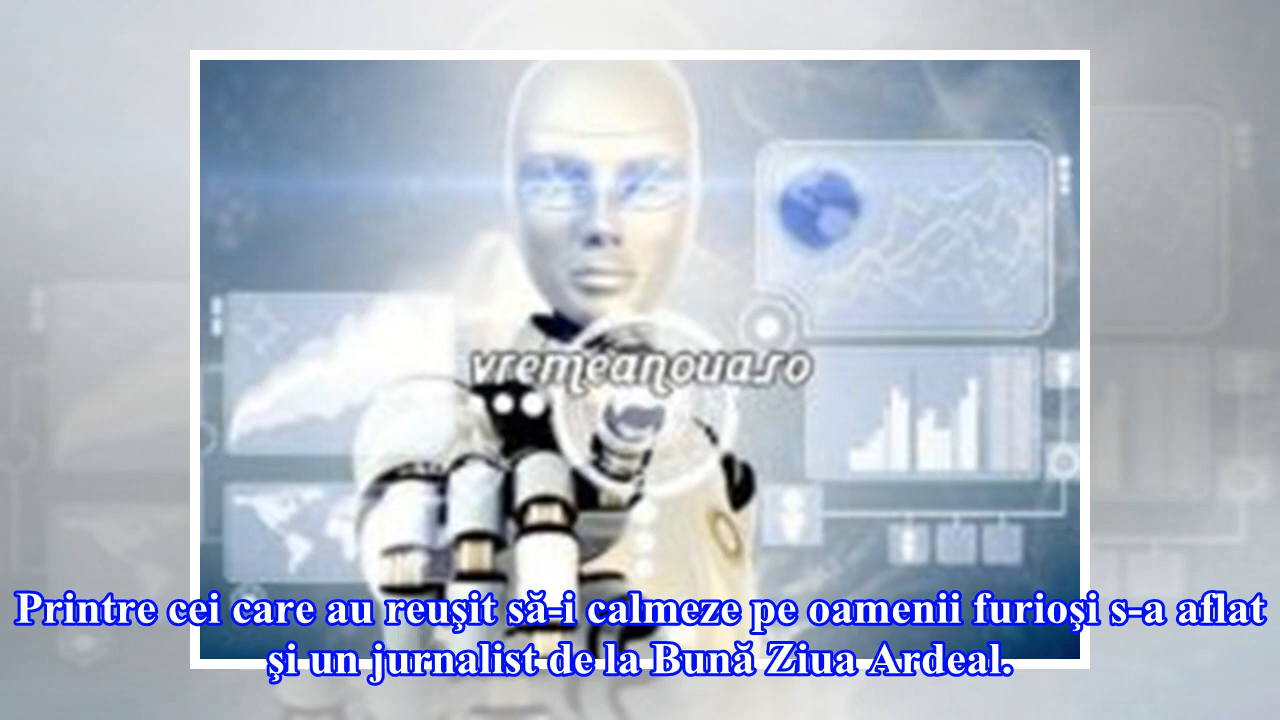 vremeanoua.ro
Printre cei care au reuşit să-i calmeze pe oamenii furioşi s-a aflat
şi un jurnalist de la Bună Ziua Ardeal.